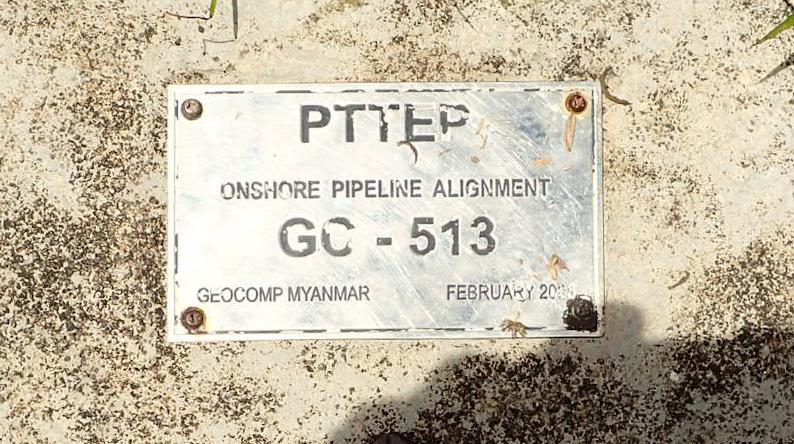 PTTEP
ONSHORE PIPELINE ALIGNMENT
GC - 513
GEOCOMP MYANMAR FEBRUARY